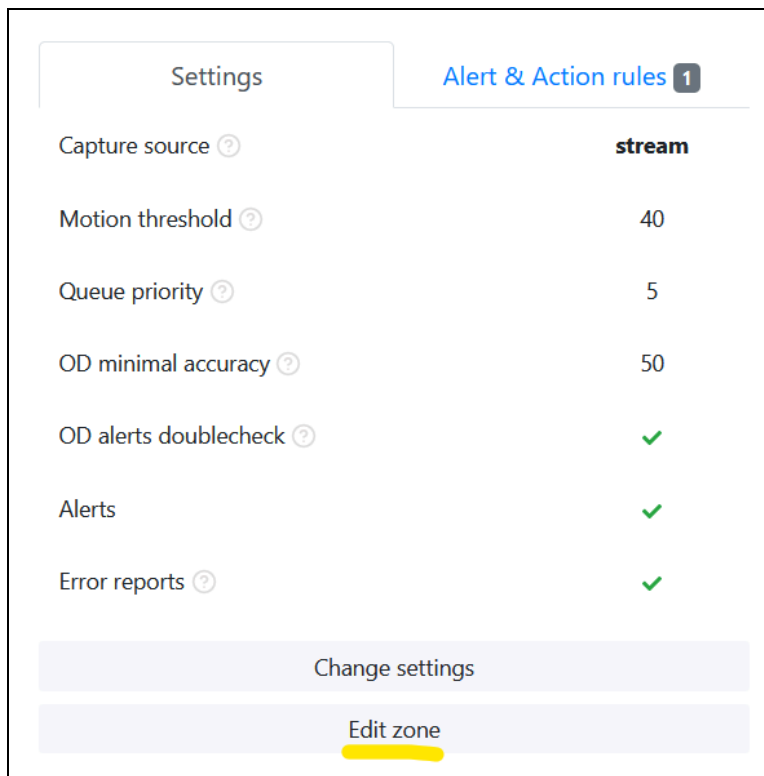 Settings
Alert & Action rules 1
Capture source ?
stream
Motion threshold ?
40
Queue priority ?
5
OD minimal accuracy ?
50
OD alerts doublecheck ?
Alerts
Error reports ?
Change settings
Edit zone